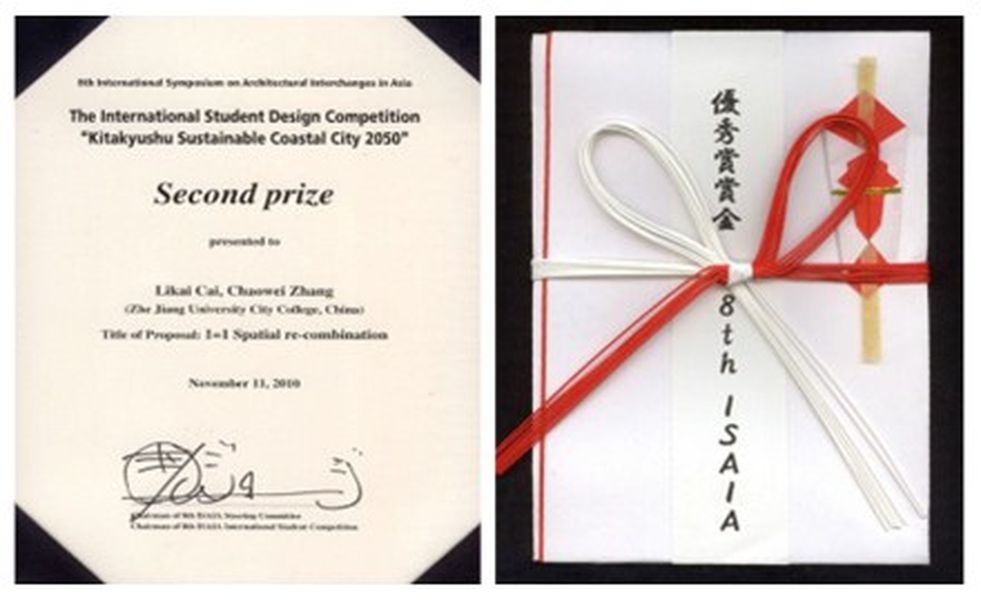 8th International Symposium on Architectural Interchanges in Asia
The International Student Design Competition
"Kitakyushu Sustainable Coastal City 2050"
Second prize
presented to
Likai Cai, Chaowei Zhang
(Zhe Jiang University City College, China)
Title of Proposal: 1=1 Spatial re-combination
November 11, 2010
Chairman of 8th ISAIA Steering Committee
Chairman of 8th ISAIA International Student Competition
優秀賞賞金
8th ISAIA